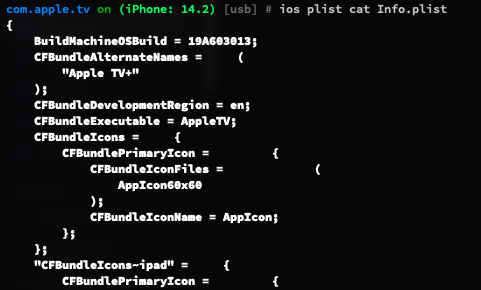 com.apple.tv on (iPhone: 14.2) [usb] # ios plist cat Info.plist
{
    BuildMachineOSBuild = 19A603013;
    CFBundleAlternateNames =     (
        "Apple TV+"
    );
    CFBundleDevelopmentRegion = en;
    CFBundleExecutable = AppleTV;
    CFBundleIcons =     {
        CFBundlePrimaryIcon =         {
            CFBundleIconFiles =             (
                AppIcon60x60
            );
            CFBundleIconName = AppIcon;
        };
    };
    "CFBundleIcons~ipad" =     {
        CFBundlePrimaryIcon =         {